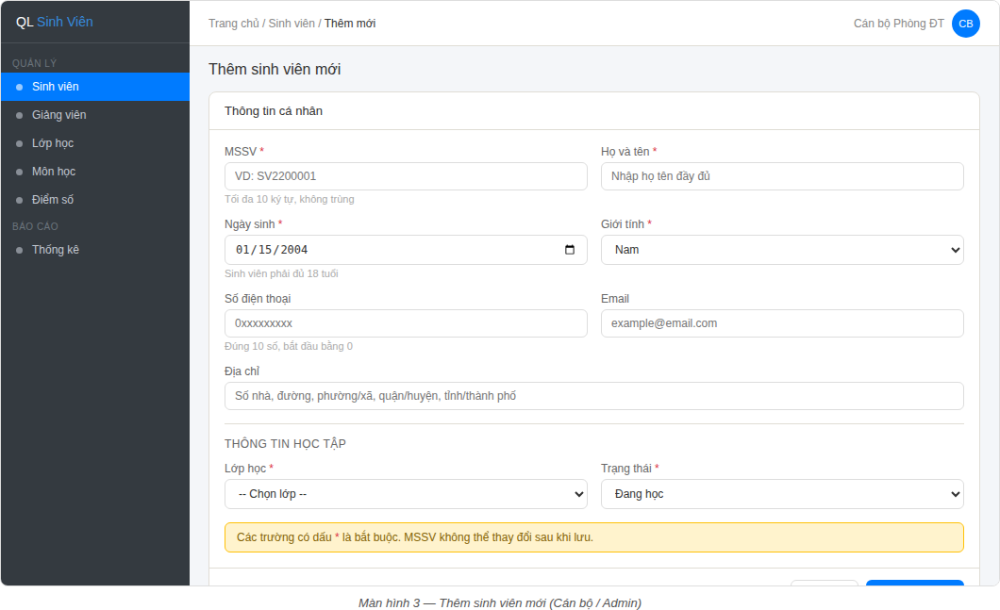 QL Sinh Viên
Trang chủ / Sinh viên / Thêm mới
Cán bộ Phòng ĐT
CB
QUẢN LÝ
Sinh viên
Giảng viên
Lớp học
Môn học
Điểm số
BÁO CÁO
Thống kê
Thêm sinh viên mới
Thông tin cá nhân
MSSV *
Họ và tên *
VD: SV2200001
Nhập họ tên đầy đủ
Tối đa 10 ký tự, không trùng
Ngày sinh *
Giới tính *
01/15/2004
Nam
Sinh viên phải đủ 18 tuổi
Số điện thoại
Email
0xxxxxxxxx
example@email.com
Đúng 10 số, bắt đầu bằng 0
Địa chỉ
Số nhà, đường, phường/xã, quận/huyện, tỉnh/thành phố
THÔNG TIN HỌC TẬP
Lớp học *
Trạng thái *
-- Chọn lớp --
Đang học
Các trường có dấu * là bắt buộc. MSSV không thể thay đổi sau khi lưu.
Màn hình 3 — Thêm sinh viên mới (Cán bộ / Admin)